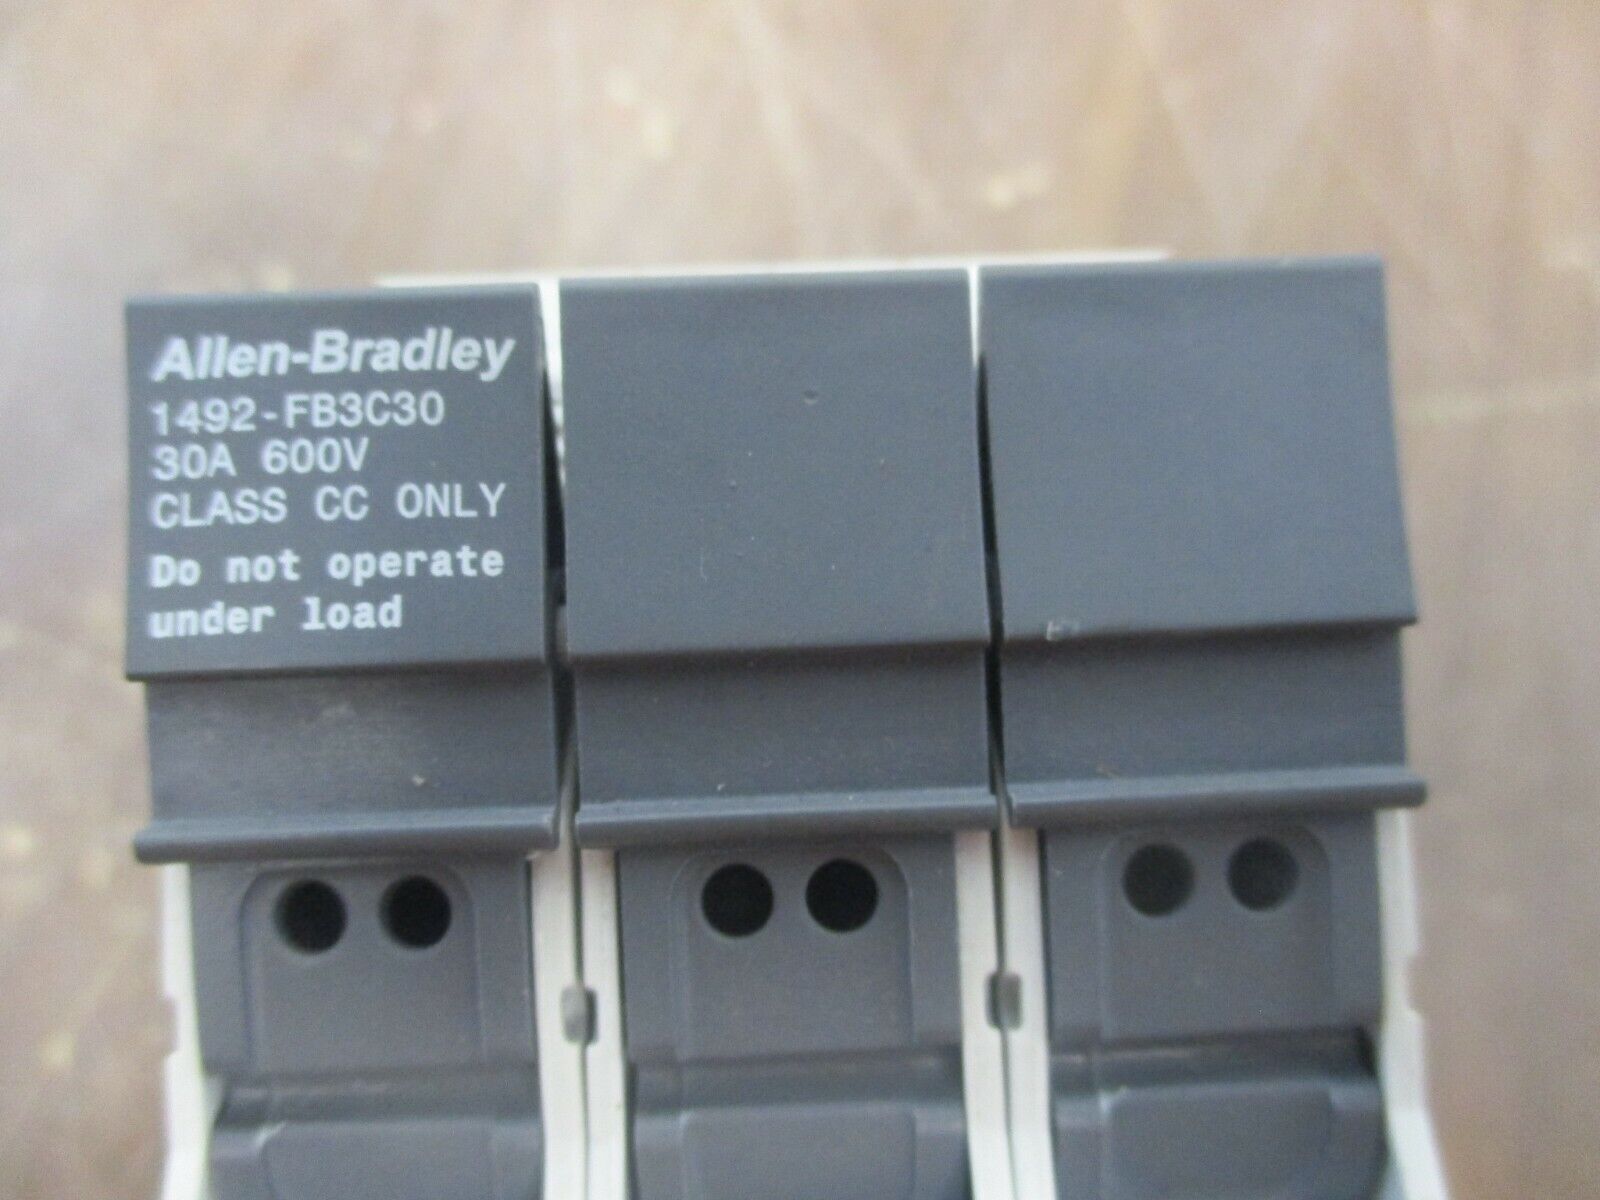 Allen-Bradley
1492-FB3C30
30A 600V
CLASS CC ONLY
Do not operate
under load